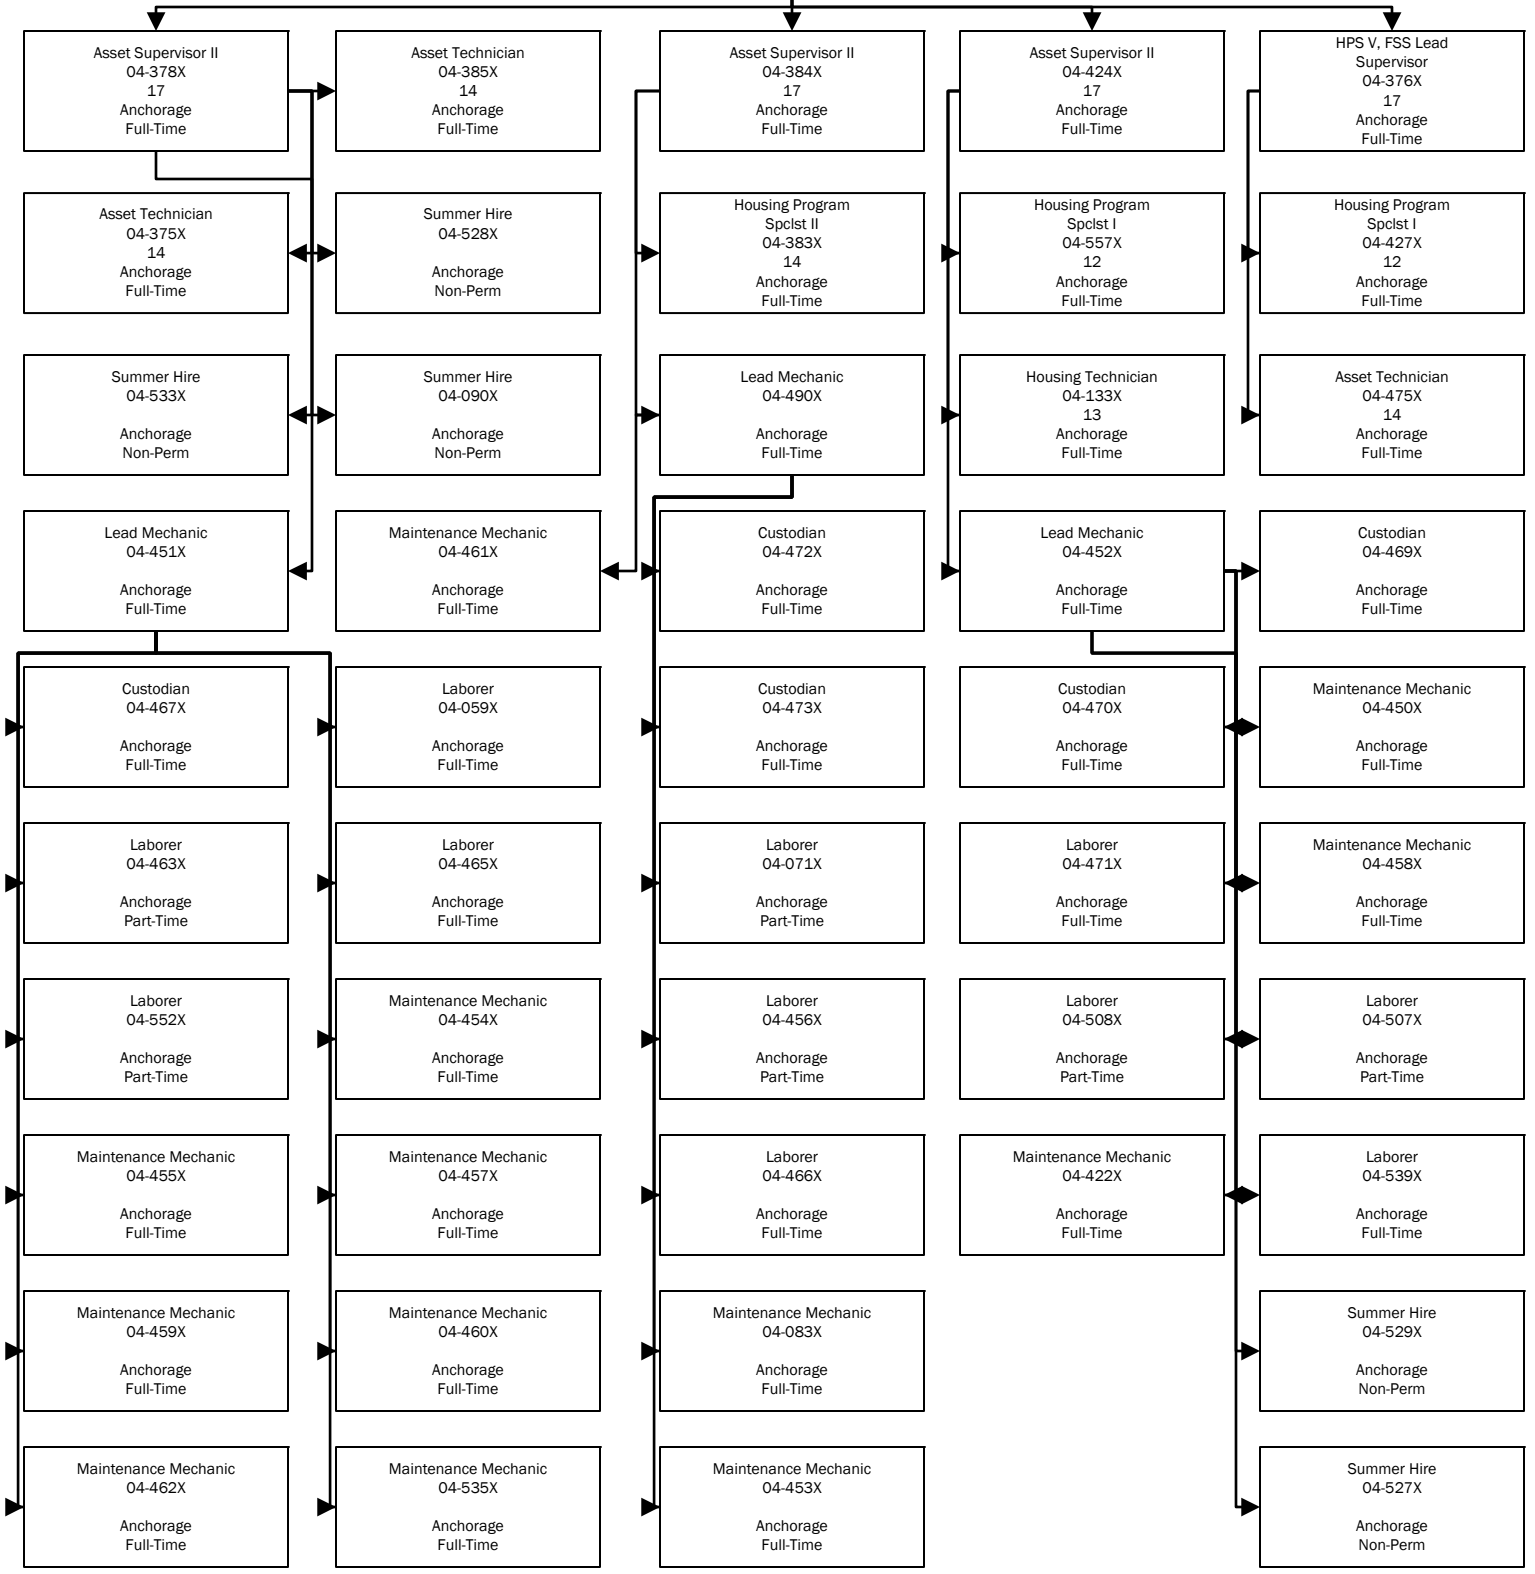 Asset Supervisor II
04-378X
17
Anchorage
Full-Time
Asset Technician
04-385X
14
Anchorage
Full-Time
Asset Supervisor II
04-384X
17
Anchorage
Full-Time
Asset Supervisor II
04-424X
17
Anchorage
Full-Time
HPS V, FSS Lead
Supervisor
04-376X
17
Anchorage
Full-Time
Asset Technician
04-375X
14
Anchorage
Full-Time
Summer Hire
04-528X
Anchorage
Non-Perm
Housing Program
Spclst II
04-383X
14
Anchorage
Full-Time
Housing Program
Spclst I
04-557X
12
Anchorage
Full-Time
Housing Program
Spclst I
04-427X
12
Anchorage
Full-Time
Summer Hire
04-533X
Anchorage
Non-Perm
Summer Hire
04-090X
Anchorage
Non-Perm
Lead Mechanic
04-490X
Anchorage
Full-Time
Housing Technician
04-133X
13
Anchorage
Full-Time
Asset Technician
04-475X
14
Anchorage
Full-Time
Lead Mechanic
04-451X
Anchorage
Full-Time
Maintenance Mechanic
04-461X
Anchorage
Full-Time
Custodian
04-472X
Anchorage
Full-Time
Lead Mechanic
04-452X
Anchorage
Full-Time
Custodian
04-469X
Anchorage
Full-Time
Custodian
04-467X
Anchorage
Full-Time
Laborer
04-059X
Anchorage
Full-Time
Custodian
04-473X
Anchorage
Full-Time
Custodian
04-470X
Anchorage
Full-Time
Maintenance Mechanic
04-450X
Anchorage
Full-Time
Laborer
04-463X
Anchorage
Part-Time
Laborer
04-465X
Anchorage
Full-Time
Laborer
04-071X
Anchorage
Part-Time
Laborer
04-471X
Anchorage
Full-Time
Maintenance Mechanic
04-458X
Anchorage
Full-Time
Laborer
04-552X
Anchorage
Part-Time
Maintenance Mechanic
04-454X
Anchorage
Full-Time
Laborer
04-456X
Anchorage
Part-Time
Laborer
04-508X
Anchorage
Part-Time
Laborer
04-507X
Anchorage
Part-Time
Maintenance Mechanic
04-455X
Anchorage
Full-Time
Maintenance Mechanic
04-457X
Anchorage
Full-Time
Laborer
04-466X
Anchorage
Full-Time
Maintenance Mechanic
04-422X
Anchorage
Full-Time
Laborer
04-539X
Anchorage
Full-Time
Maintenance Mechanic
04-459X
Anchorage
Full-Time
Maintenance Mechanic
04-460X
Anchorage
Full-Time
Maintenance Mechanic
04-083X
Anchorage
Full-Time
Summer Hire
04-529X
Anchorage
Non-Perm
Maintenance Mechanic
04-462X
Anchorage
Full-Time
Maintenance Mechanic
04-535X
Anchorage
Full-Time
Maintenance Mechanic
04-453X
Anchorage
Full-Time
Summer Hire
04-527X
Anchorage
Non-Perm